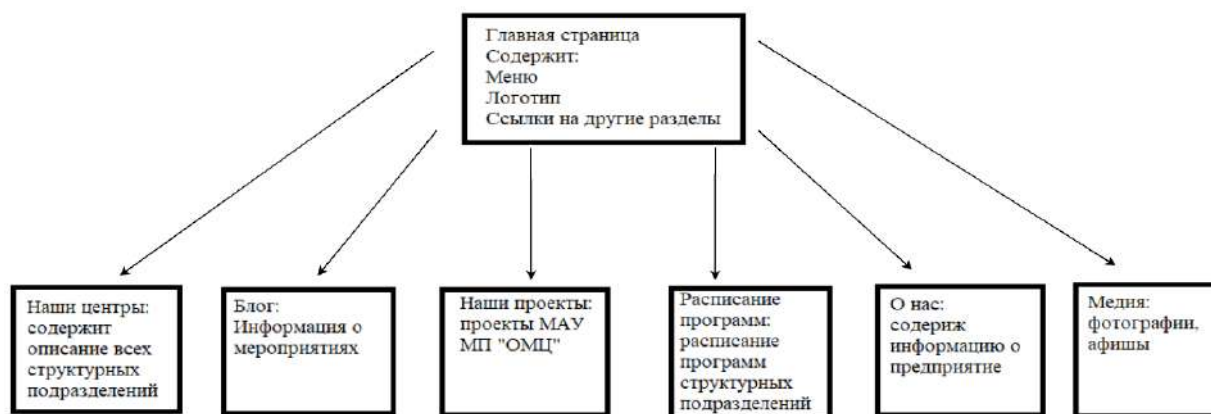 Главная страница
Содержит:
Меню
Логотип
Ссылки на другие разделы
Наши центры:
содержит
описание всех
структурных
подразделений
Блог:
Информация о
мероприятиях
Наши проекты:
проекты МАУ
МП "ОМЦ"
Расписание
программ:
расписание
программ
структурных
подразделений
О нас:
содериж
информацию о
предприятие
Медия:
фотографии,
афишы